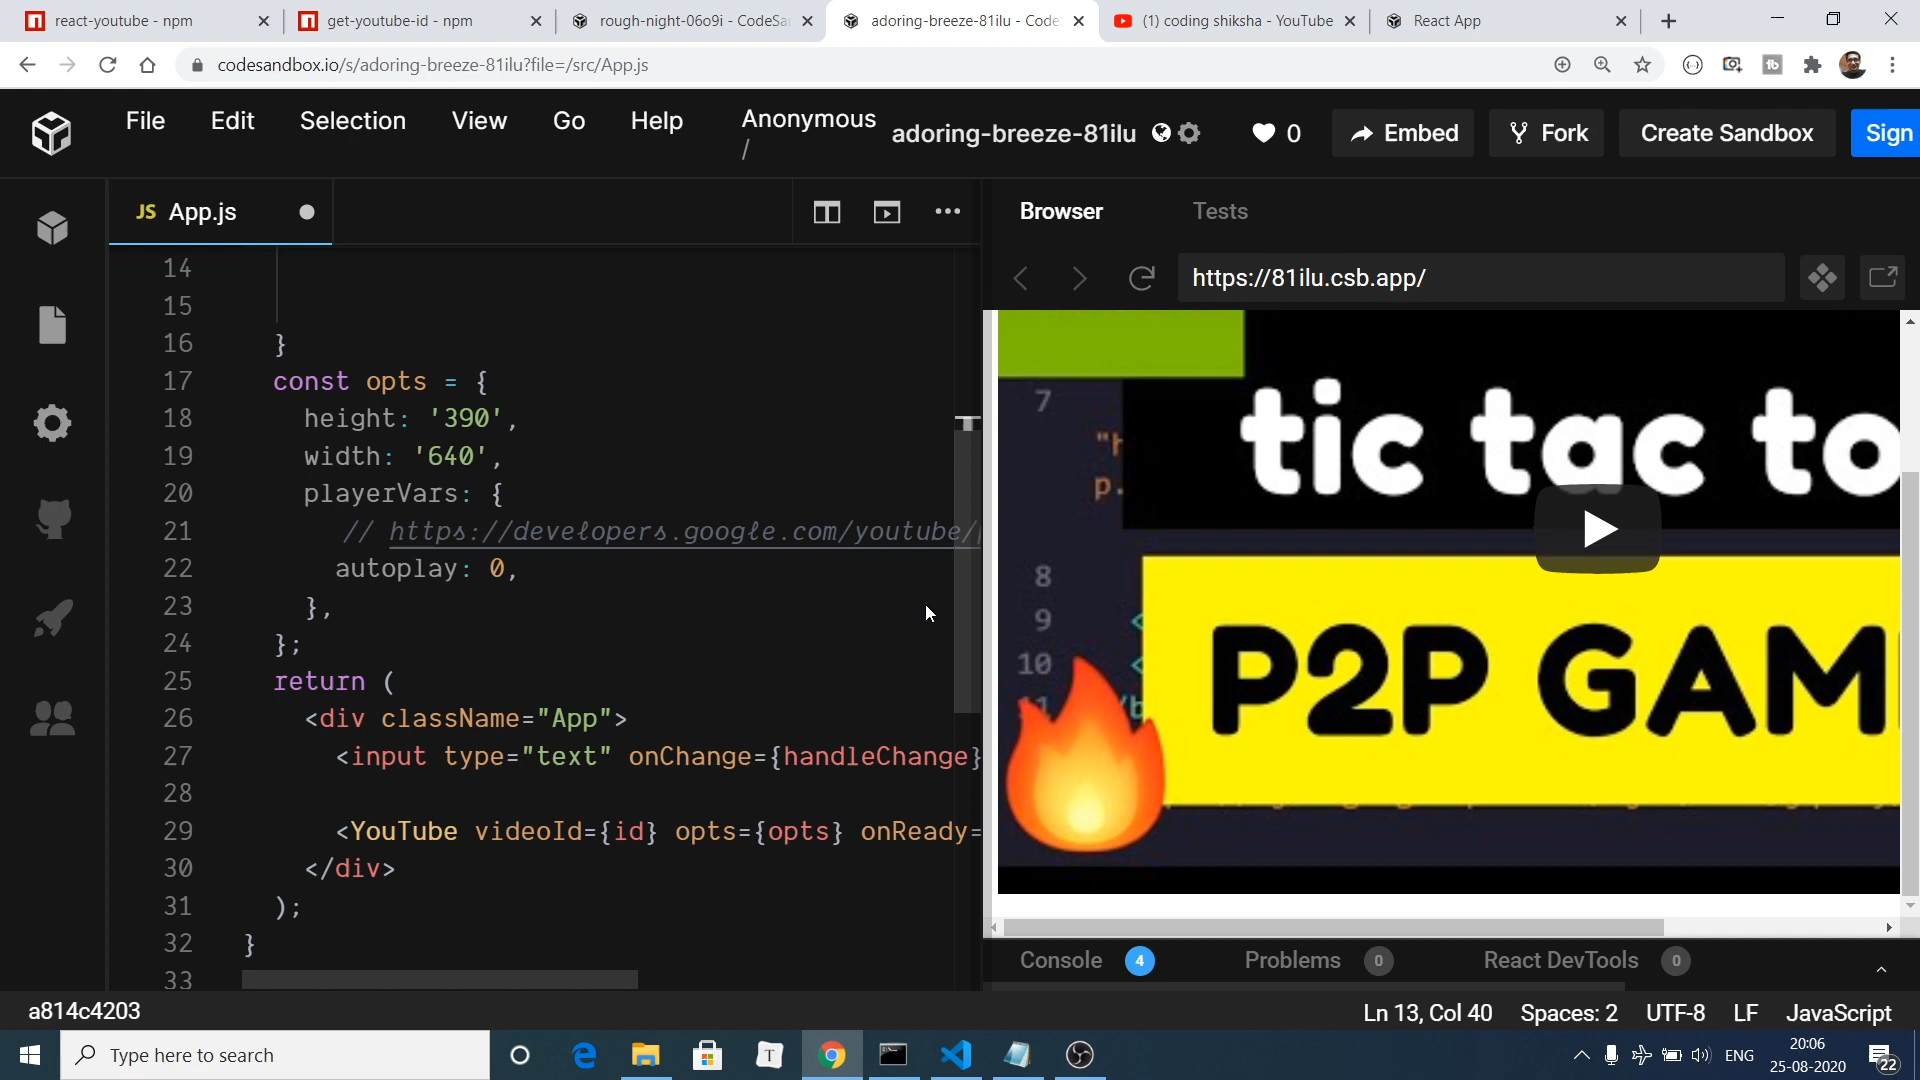 react-youtube - npm
get-youtube-id - npm
rough-night-06o9i - CodeSa
adoring-breeze-81ilu - Code
(1) coding shiksha - YouTube
React App
codesandbox.io/s/adoring-breeze-81ilu?file=/src/App.js
File Edit Selection View Go Help
Anonymous
/
adoring-breeze-81ilu
0
Embed
Fork
Create Sandbox
Sign
JS App.js
Browser
Tests
https://81ilu.csb.app/
14
15
16 }
17 const opts = {
18 height: '390',
19 width: '640',
20 playerVars: {
21 // https://developers.google.com/youtube/
22 autoplay: 0,
23 },
24 };
25 return (
26 <div className="App">
27 <input type="text" onChange={handleChange}
28
29 <YouTube videoId={id} opts={opts} onReady=
30 </div>
31 );
32 }
33
7
tic tac to
"h
p.
8
9 <
10 <
11
P2P GAM
Console 4
Problems 0
React DevTools 0
a814c4203
Ln 13, Col 40
Spaces: 2
UTF-8
LF
JavaScript
Type here to search
T
ENG
20:06
25-08-2020
22